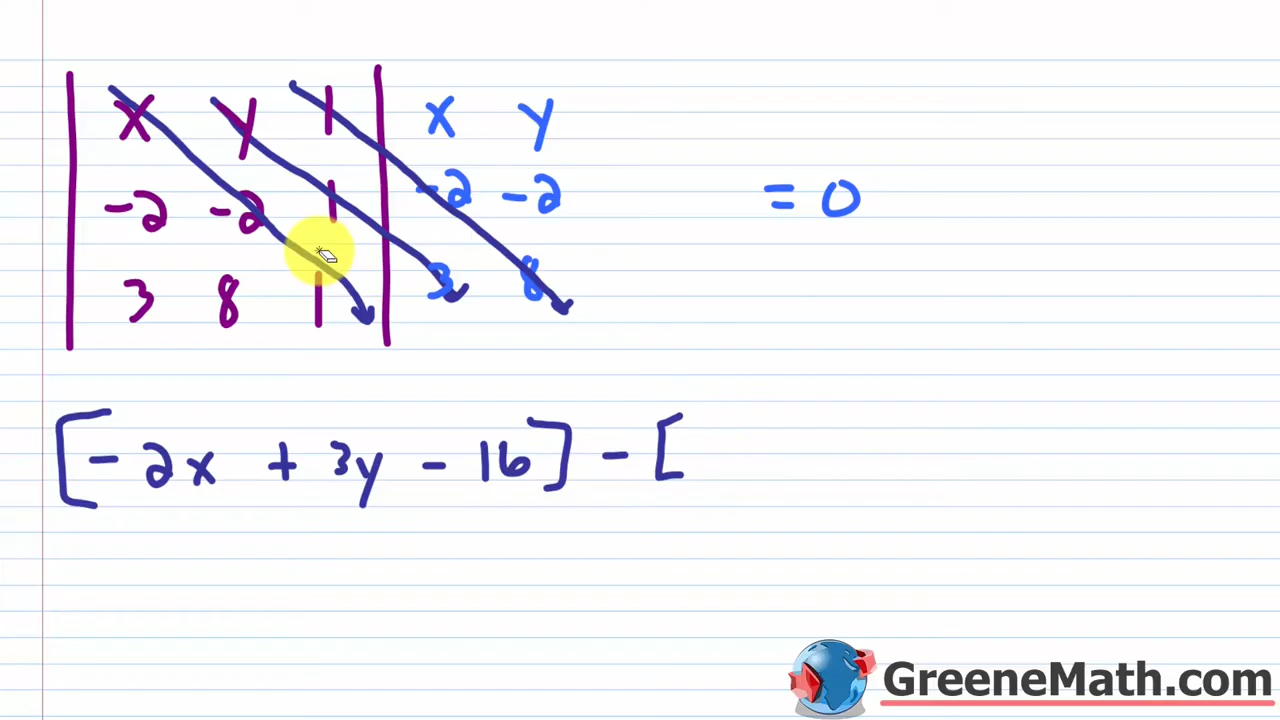 | x y 1 | x y
| -2 -2 1 | -2 -2 = 0
| 3 8 1 | 3 8
[-2x + 3y - 16] - [
GreeneMath.com